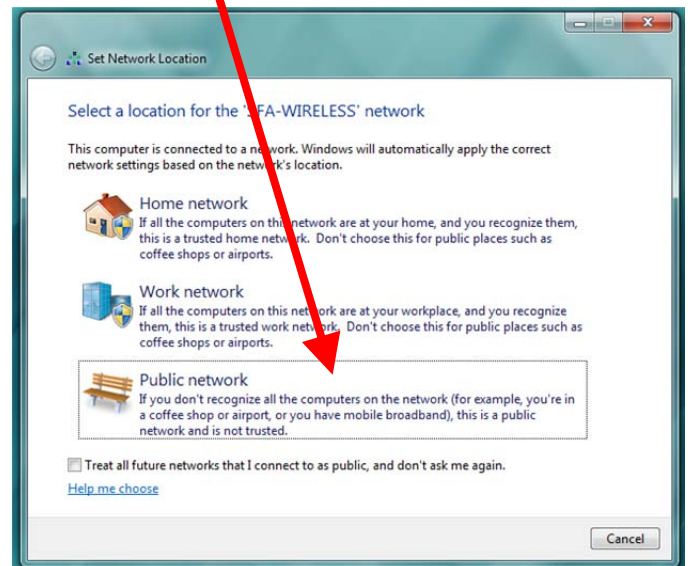 Set Network Location
Select a location for the 'SFA-WIRELESS' network
This computer is connected to a network. Windows will automatically apply the correct
network settings based on the network's location.
Home network
If all the computers on this network are at your home, and you recognize them,
this is a trusted home network. Don't choose this for public places such as
coffee shops or airports.
Work network
If all the computers on this network are at your workplace, and you recognize
them, this is a trusted work network. Don't choose this for public places such as
coffee shops or airports.
Public network
If you don't recognize all the computers on the network (for example, you're in
a coffee shop or airport, or you have mobile broadband), this is a public
network and is not trusted.
Treat all future networks that I connect to as public, and don't ask me again.
Help me choose
Cancel